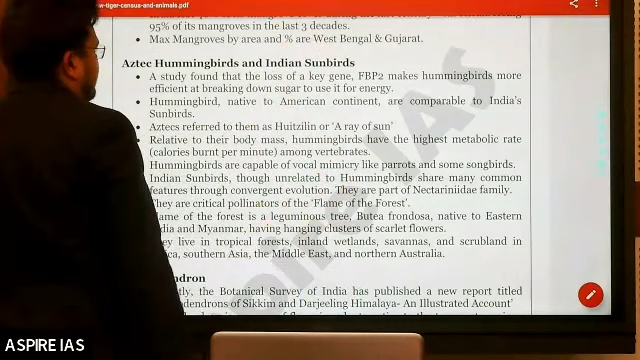 w-tiger-census-and-animals.pdf
95% of its mangroves in the last 3 decades.
• Max Mangroves by area and % are West Bengal & Gujarat.
Aztec Hummingbirds and Indian Sunbirds
• A study found that the loss of a key gene, FBP2 makes hummingbirds more
efficient at breaking down sugar to use it for energy.
• Hummingbird, native to American continent, are comparable to India's
Sunbirds.
• Aztecs referred to them as Huitzilin or 'A ray of sun'
Relative to their body mass, hummingbirds have the highest metabolic rate
(calories burnt per minute) among vertebrates.
Hummingbirds are capable of vocal mimicry like parrots and some songbirds.
Indian Sunbirds, though unrelated to Hummingbirds share many common
features through convergent evolution. They are part of Nectariniidae family.
They are critical pollinators of the 'Flame of the Forest'.
lame of the forest is a leguminous tree, Butea frondosa, native to Eastern
dia and Myanmar, having hanging clusters of scarlet flowers.
ey live in tropical forests, inland wetlands, savannas, and scrubland in
ca, southern Asia, the Middle East, and northern Australia.
ndron
tly, the Botanical Survey of India has published a new report titled
dendrons of Sikkim and Darjeeling Himalaya- An Illustrated Account'
ASPIRE IAS